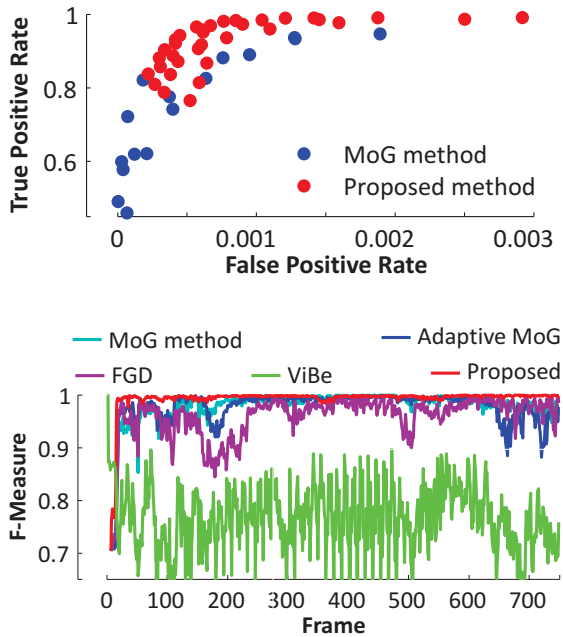 True Positive Rate
1
0.8
0.6
MoG method
Proposed method
0 0.001 0.002 0.003
False Positive Rate
MoG method Adaptive MoG
FGD ViBe Proposed
F-Measure
1
0.9
0.8
0.7
0 100 200 300 400 500 600 700
Frame